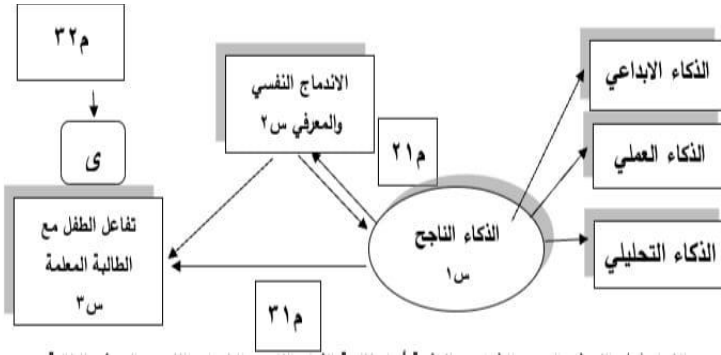 م٣٢
الذكاء الابداعي
الاندماج النفسي
والمعرفي س٢
م٢١
الذكاء العملي
ى
تفاعل الطفل مع
الطالبة المعلمة
س٣
الذكاء الناجح
س١
الذكاء التحليلي
م٣١